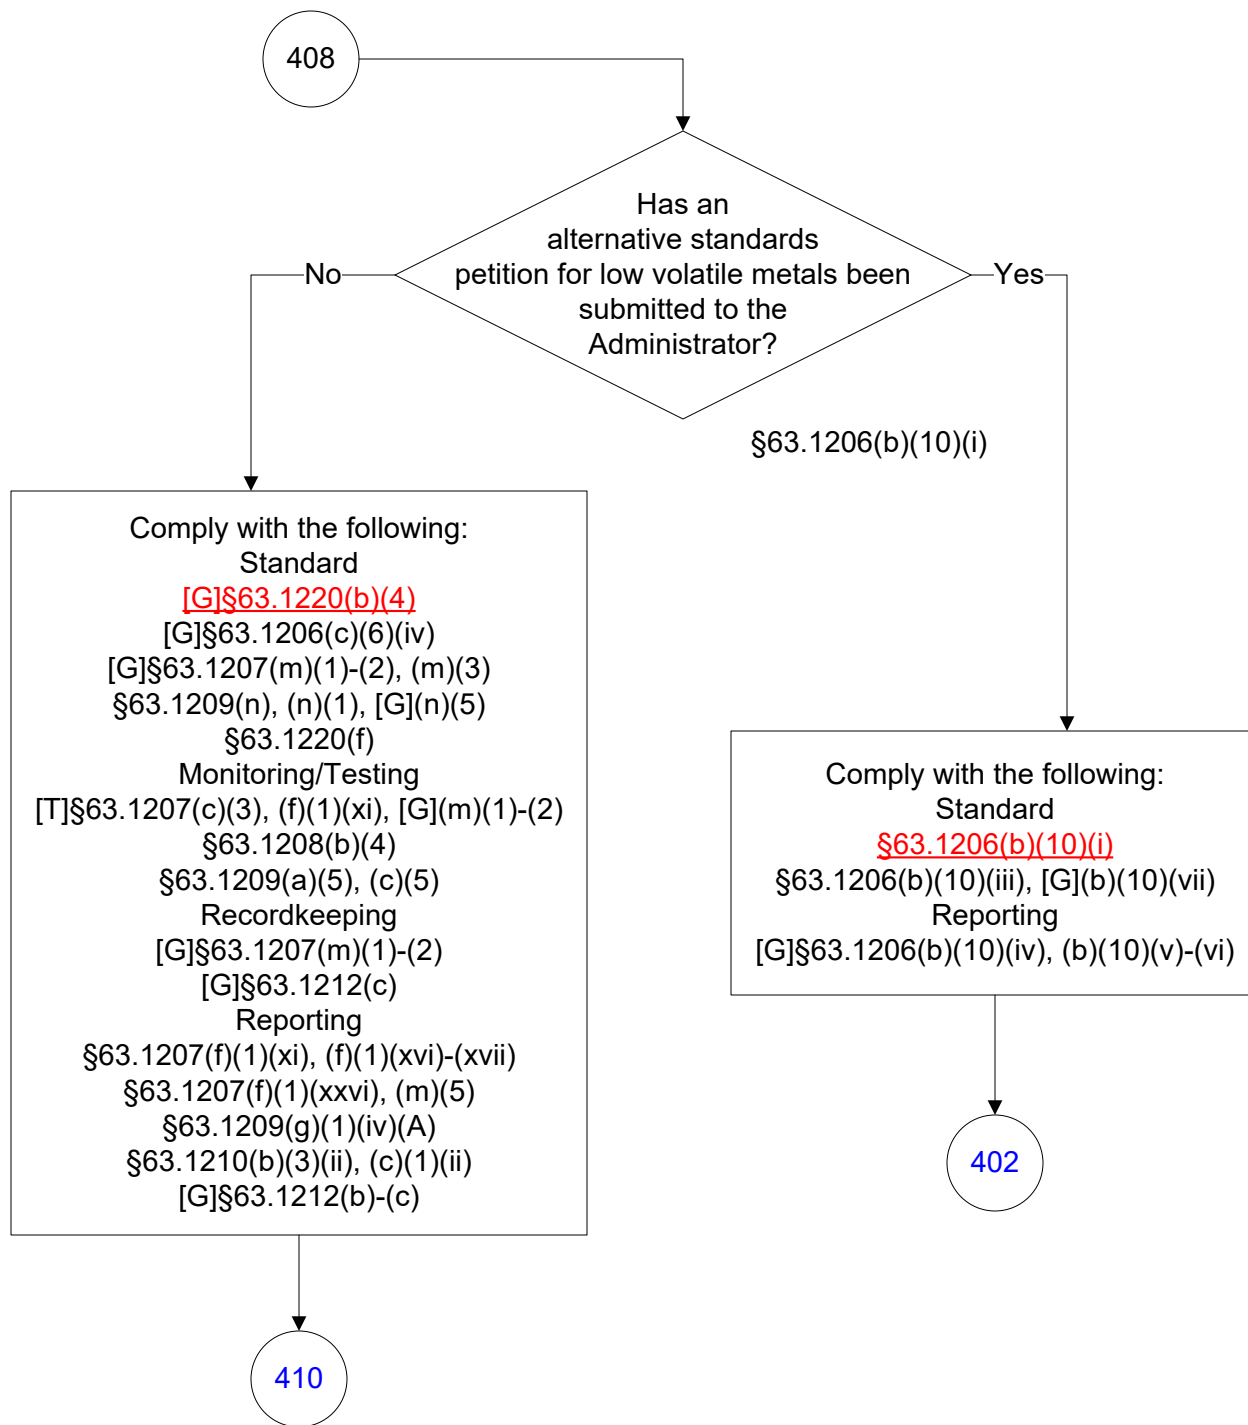 408
Has an
alternative standards
petition for low volatile metals been
submitted to the
Administrator?
No
Yes
§63.1206(b)(10)(i)
Comply with the following:
Standard
[G]§63.1220(b)(4)
[G]§63.1206(c)(6)(iv)
[G]§63.1207(m)(1)-(2), (m)(3)
§63.1209(n), (n)(1), [G](n)(5)
§63.1220(f)
Monitoring/Testing
[T]§63.1207(c)(3), (f)(1)(xi), [G](m)(1)-(2)
§63.1208(b)(4)
§63.1209(a)(5), (c)(5)
Recordkeeping
[G]§63.1207(m)(1)-(2)
[G]§63.1212(c)
Reporting
§63.1207(f)(1)(xi), (f)(1)(xvi)-(xvii)
§63.1207(f)(1)(xxvi), (m)(5)
§63.1209(g)(1)(iv)(A)
§63.1210(b)(3)(ii), (c)(1)(ii)
[G]§63.1212(b)-(c)
410
Comply with the following:
Standard
§63.1206(b)(10)(i)
§63.1206(b)(10)(iii), [G](b)(10)(vii)
Reporting
[G]§63.1206(b)(10)(iv), (b)(10)(v)-(vi)
402